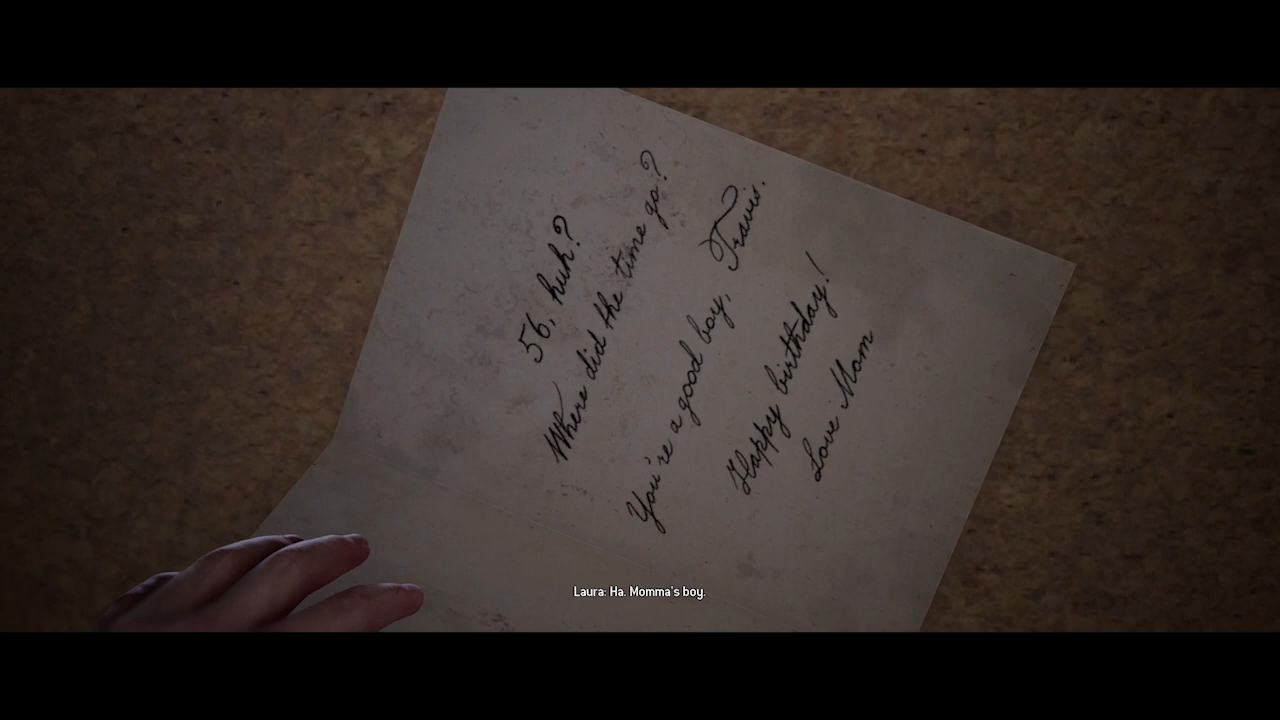 56, huh?
Where did the time go?
You're a good boy, Travis.
Happy birthday!
Love Mom
Laura: Ha. Momma's boy.